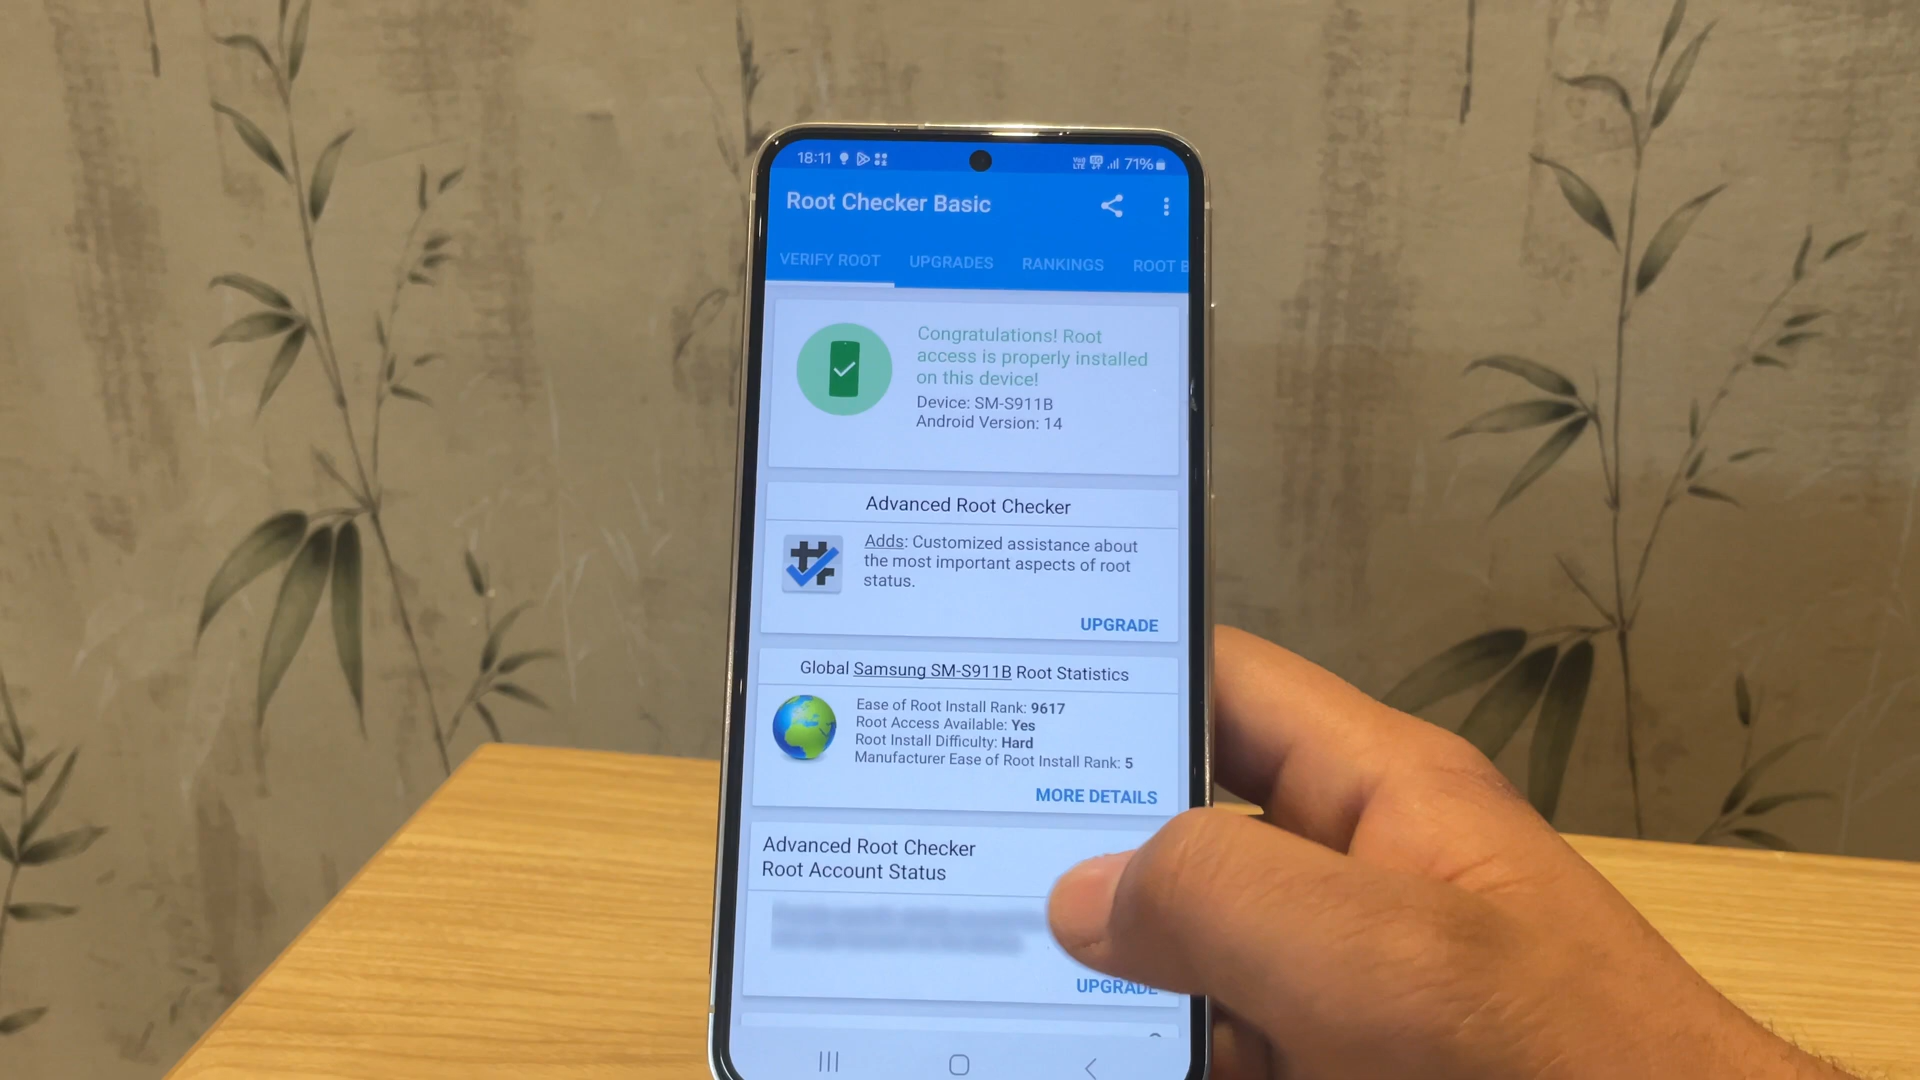 18:11 71%
Root Checker Basic
VERIFY ROOT UPGRADES RANKINGS ROOT B
Congratulations! Root
access is properly installed
on this device!
Device: SM-S911B
Android Version: 14
Advanced Root Checker
Adds: Customized assistance about
the most important aspects of root
status.
UPGRADE
Global Samsung SM-S911B Root Statistics
Ease of Root Install Rank: 9617
Root Access Available: Yes
Root Install Difficulty: Hard
Manufacturer Ease of Root Install Rank: 5
MORE DETAILS
Advanced Root Checker
Root Account Status
UPGRADE